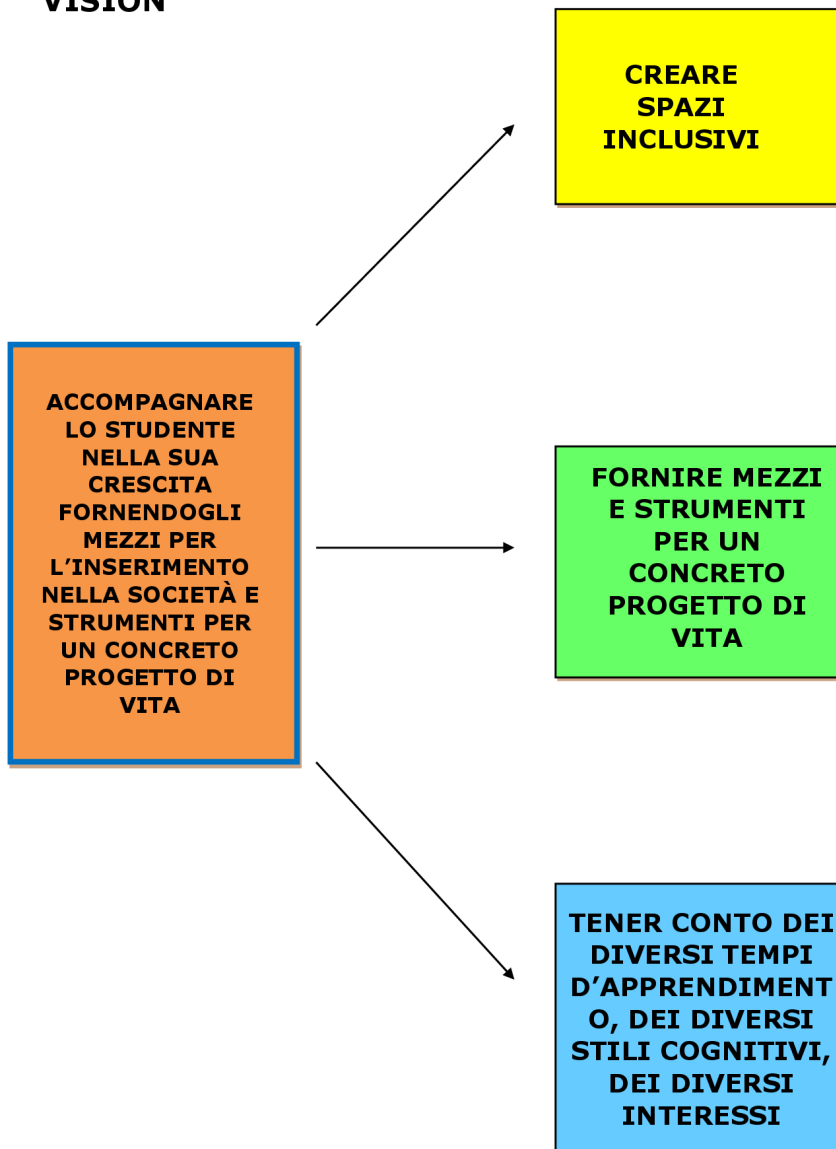 VISION
CREARE
SPAZI
INCLUSIVI
ACCOMPAGNARE
LO STUDENTE
NELLA SUA
CRESCITA
FORNENDOGLI
MEZZI PER
L’INSERIMENTO
NELLA SOCIETÀ E
STRUMENTI PER
UN CONCRETO
PROGETTO DI
VITA
FORNIRE MEZZI
E STRUMENTI
PER UN
CONCRETO
PROGETTO DI
VITA
TENER CONTO DEI
DIVERSI TEMPI
D’APPRENDIMENT
O, DEI DIVERSI
STILI COGNITIVI,
DEI DIVERSI
INTERESSI